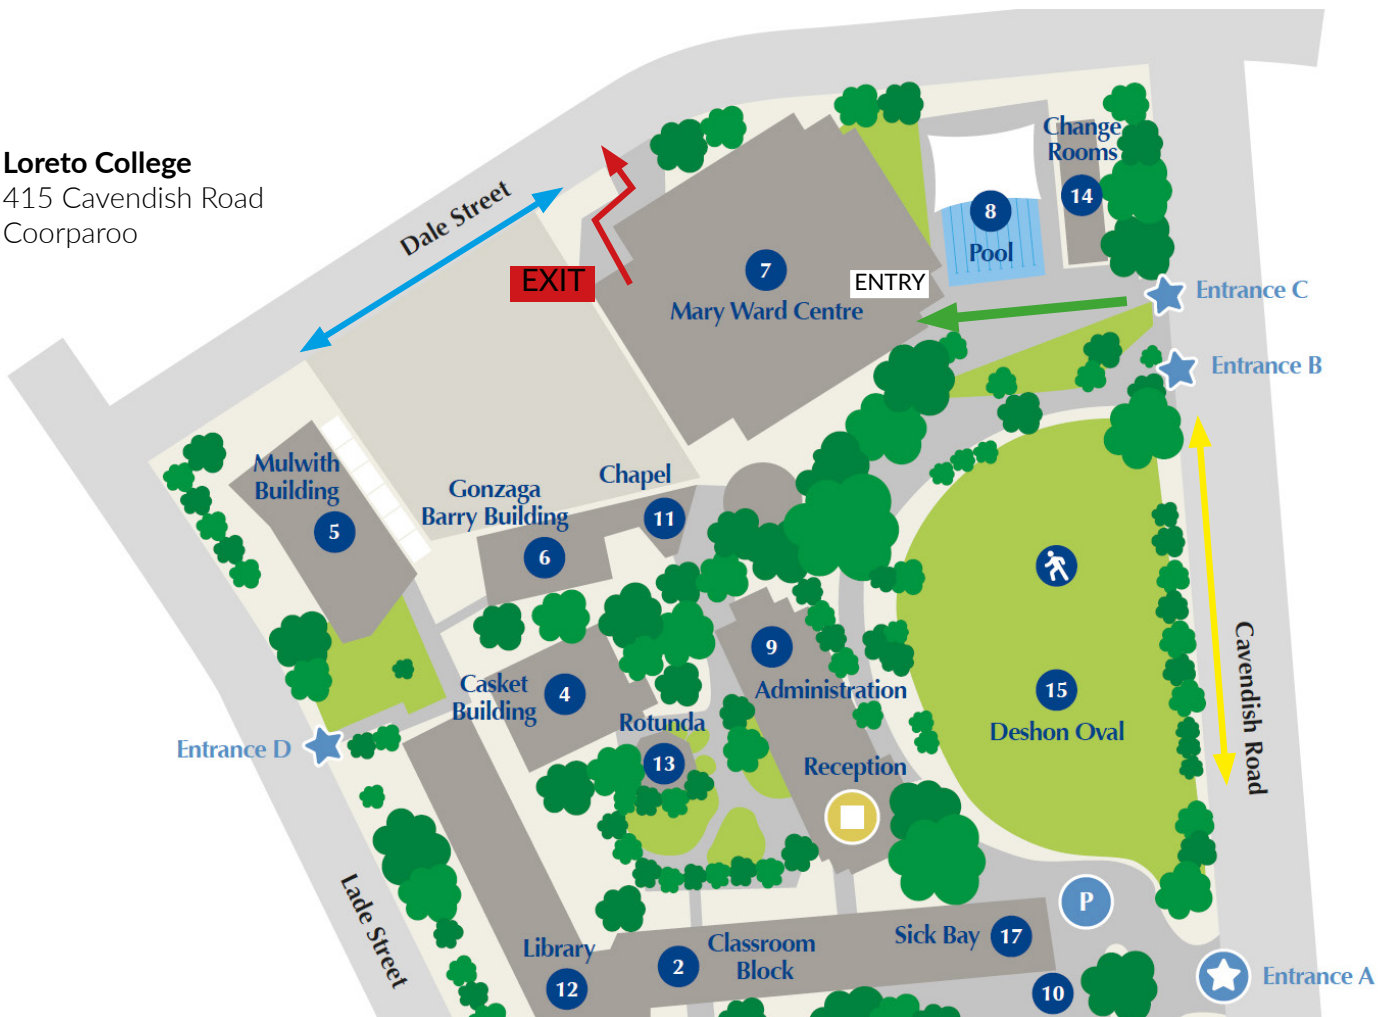 Loreto College
415 Cavendish Road
Coorparoo
Dale Street
EXIT
7
Mary Ward Centre
ENTRY
Change
Rooms
14
8
Pool
Entrance C
Entrance B
Mulwith
Building
5
Gonzaga
Barry Building
6
Chapel
11
9
Administration
Casket
Building
4
Rotunda
13
Reception
15
Deshon Oval
Cavendish Road
Entrance D
Lade Street
Library
12
2
Classroom
Block
Sick Bay
17
P
10
Entrance A